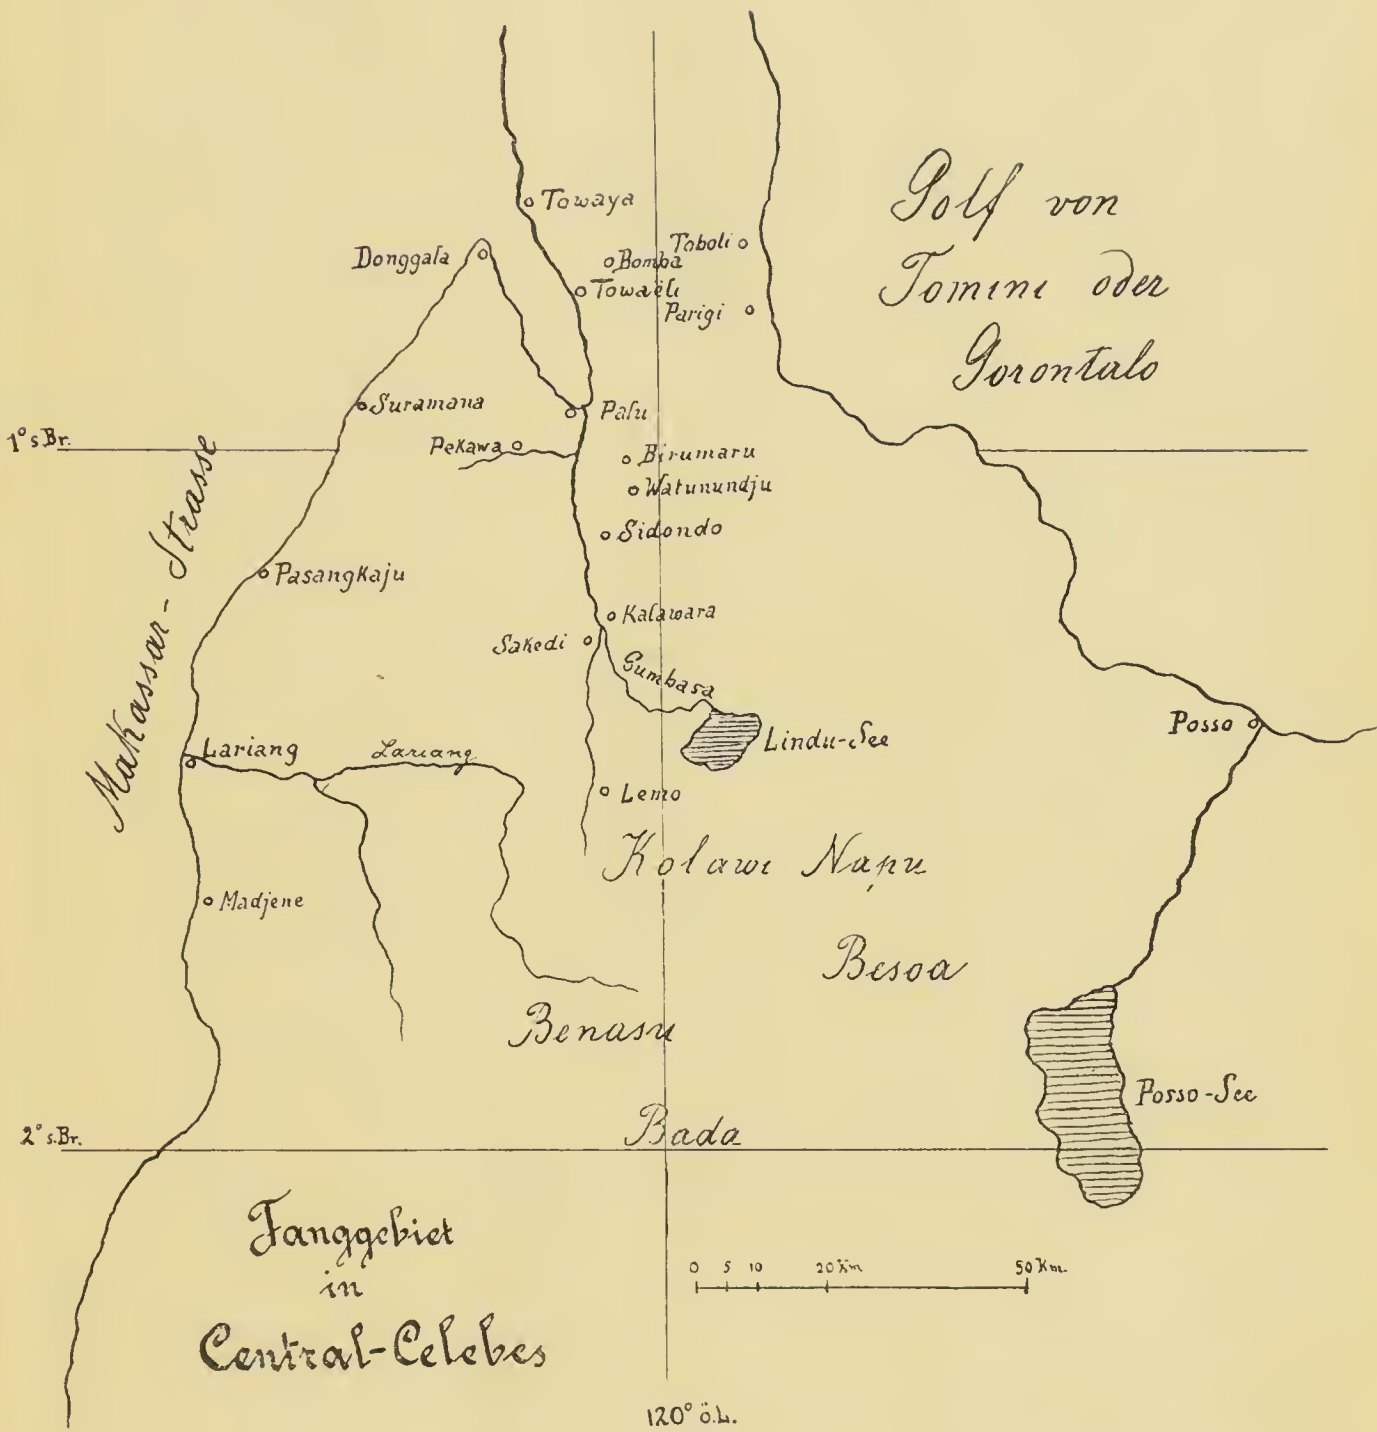 Towaya
Golf von
Tomini oder
Gorontalo
Donggala
Toboli
Bomba
Towaëli
Parigi
Suramana
Palu
1° s.Br.
Pekawa
Birumaru
Watunundju
Sidondo
Makassar-Strasse
Pasangkaju
Kalawara
Sakedi
Gumbasa
Lindu-See
Posso
Lariang
Lariang
Lemo
Kolawi Napu
Madjene
Besoa
Benasu
Posso-See
Bada
2° s.Br.
Fanggebiet
in
Central-Celebes
0 5 10 20 Km 50 Km.
120° ö.L.